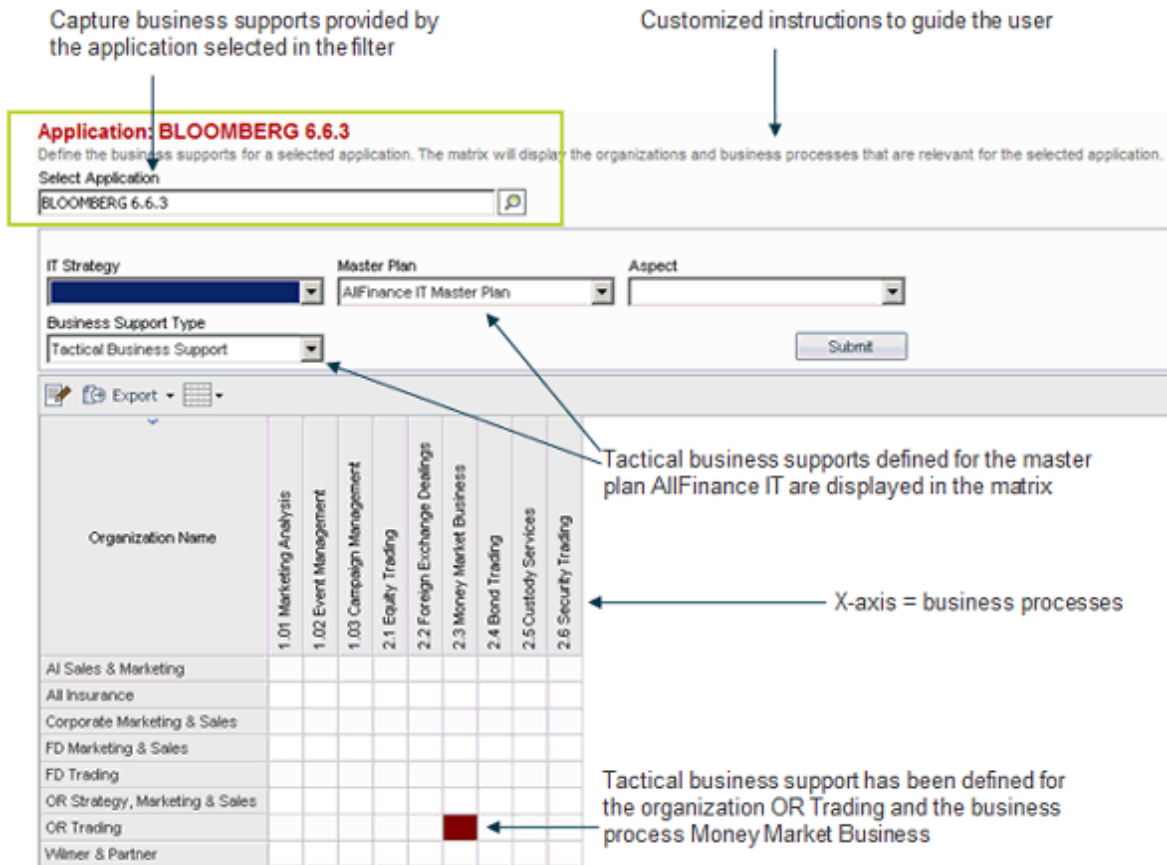 Capture business supports provided by
the application selected in the filter
Customized instructions to guide the user
Application: BLOOMBERG 6.6.3
Define the business supports for a selected application. The matrix will display the organizations and business processes that are relevant for the selected application.
Select Application
BLOOMBERG 6.6.3
IT Strategy
Master Plan
Aspect
AllFinance IT Master Plan
Business Support Type
Tactical Business Support
Submit
Export
Organization Name
1.01 Marketing Analysis
1.02 Event Management
1.03 Campaign Management
2.1 Equity Trading
2.2 Foreign Exchange Dealings
2.3 Money Market Business
2.4 Bond Trading
2.5 Custody Services
2.6 Security Trading
Tactical business supports defined for the master
plan AllFinance IT are displayed in the matrix
X-axis = business processes
AI Sales & Marketing
All Insurance
Corporate Marketing & Sales
FD Marketing & Sales
FD Trading
OR Strategy, Marketing & Sales
OR Trading
Wilmer & Partner
Tactical business support has been defined for
the organization OR Trading and the business
process Money Market Business